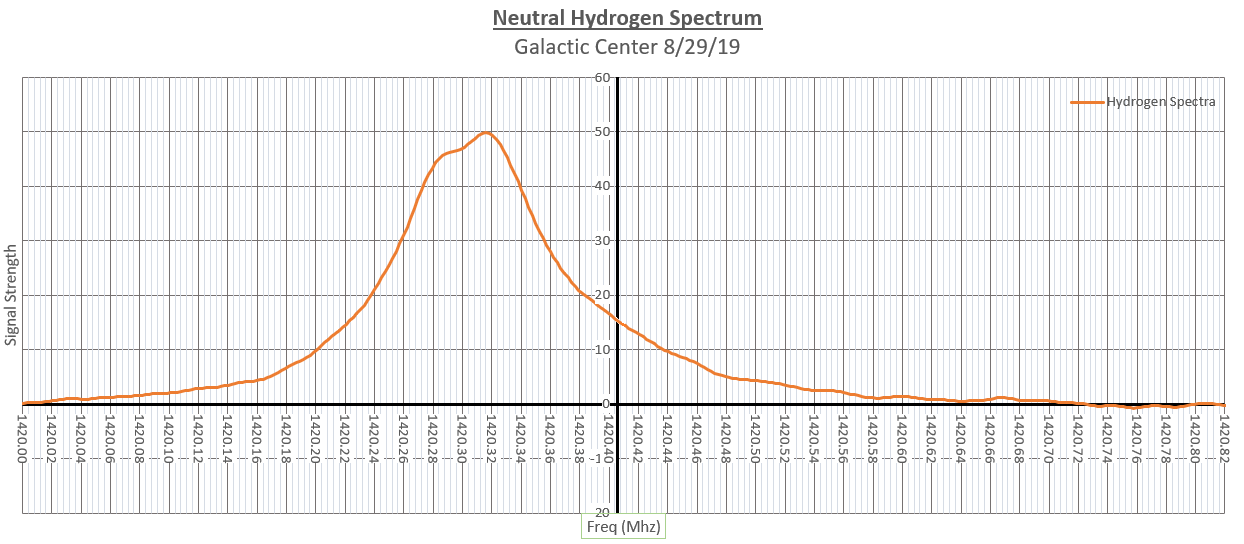 Neutral Hydrogen Spectrum
Galactic Center 8/29/19
Hydrogen Spectra
Signal Strength
60
50
40
30
20
10
0
-10
20
1420.00 1420.02 1420.04 1420.06 1420.08 1420.10 1420.12 1420.14 1420.16 1420.18 1420.20 1420.22 1420.24 1420.26 1420.28 1420.30 1420.32 1420.34 1420.36 1420.38 1420.40 1420.42 1420.44 1420.46 1420.48 1420.50 1420.52 1420.54 1420.56 1420.58 1420.60 1420.62 1420.64 1420.66 1420.68 1420.70 1420.72 1420.74 1420.76 1420.78 1420.80 1420.82
Freq (Mhz)